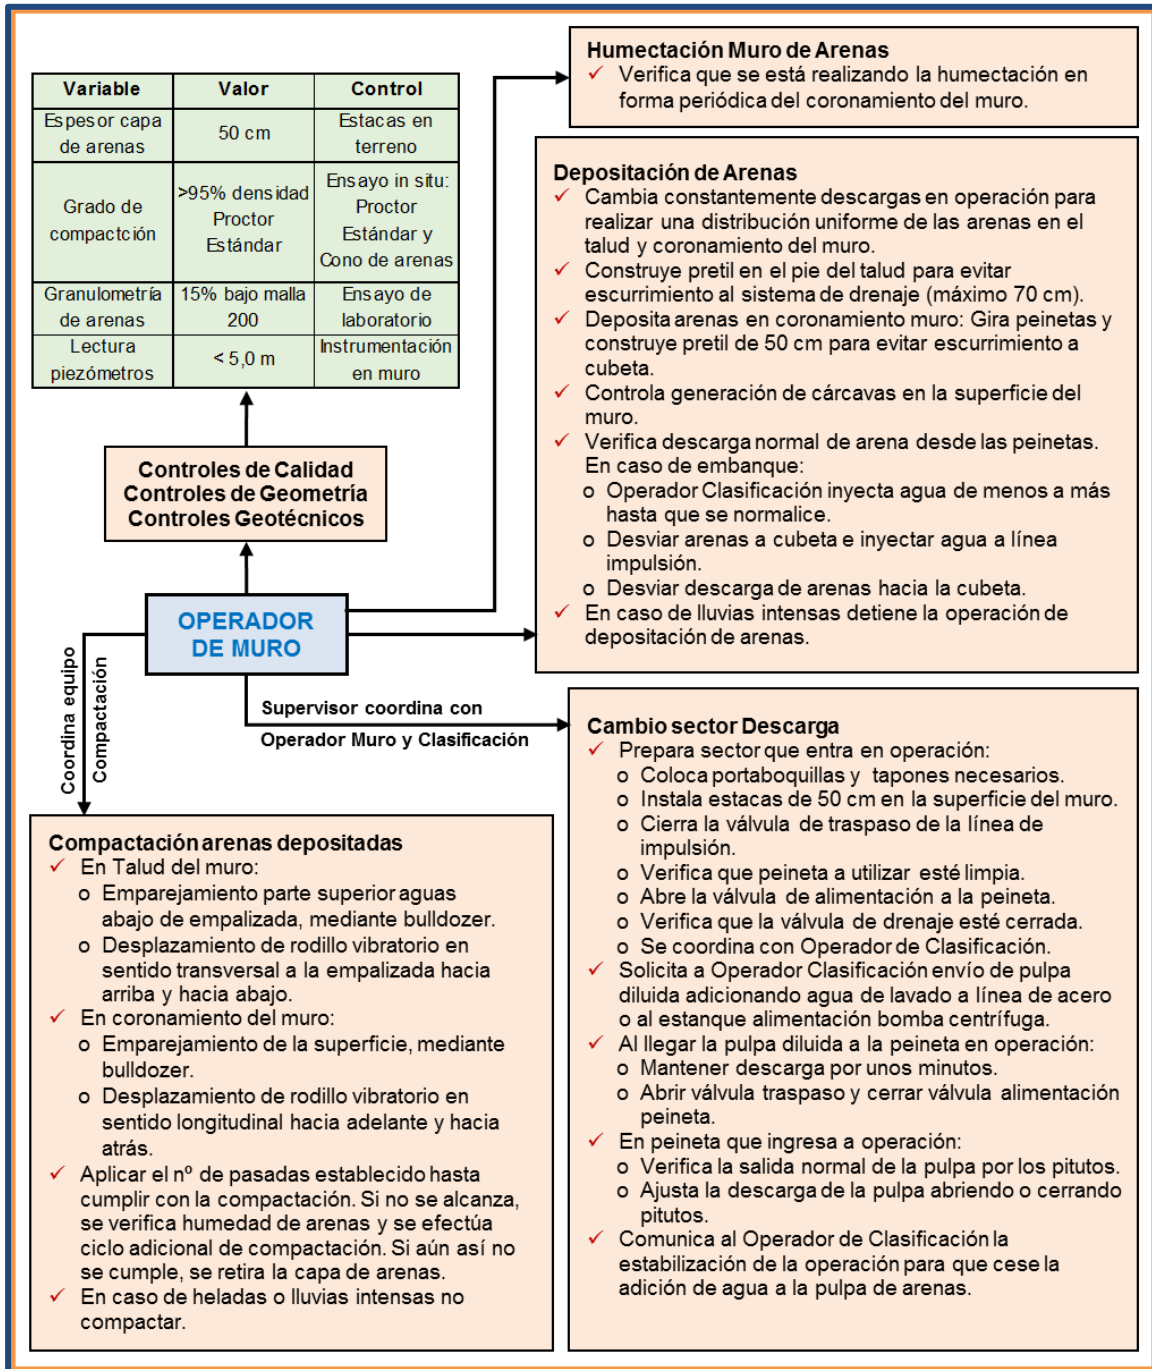 Humectación Muro de Arenas
✓ Verifica que se está realizando la humectación en
forma periódica del coronamiento del muro.
Variable Valor Control
Espesor capa
de arenas
50 cm
Estacas en
terreno
Grado de
compactción
>95% densidad
Proctor
Estándar
Ensayo in situ:
Proctor
Estándar y
Cono de arenas
Granulometría
de arenas
15% bajo malla
200
Ensayo de
laboratorio
Lectura
piezómetros
< 5,0 m
Instrumentación
en muro
Controles de Calidad
Controles de Geometría
Controles Geotécnicos
OPERADOR
DE MURO
Depositación de Arenas
✓ Cambia constantemente descargas en operación para
realizar una distribución uniforme de las arenas en el
talud y coronamiento del muro.
✓ Construye pretil en el pie del talud para evitar
escurrimiento al sistema de drenaje (máximo 70 cm).
✓ Deposita arenas en coronamiento muro: Gira peinetas y
construye pretil de 50 cm para evitar escurrimiento a
cubeta.
✓ Controla generación de cárcavas en la superficie del
muro.
✓ Verifica descarga normal de arena desde las peinetas.
En caso de embanque:
o Operador Clasificación inyecta agua de menos a más
hasta que se normalice.
o Desviar arenas a cubeta e inyectar agua a línea
impulsión.
o Desviar descarga de arenas hacia la cubeta.
✓ En caso de lluvias intensas detiene la operación de
depositación de arenas.
Coordina equipo
Compactación
Supervisor coordina con
Operador Muro y Clasificación
Compactación arenas depositadas
✓ En Talud del muro:
o Emparejamiento parte superior aguas
abajo de empalizada, mediante bulldozer.
o Desplazamiento de rodillo vibratorio en
sentido transversal a la empalizada hacia
arriba y hacia abajo.
✓ En coronamiento del muro:
o Emparejamiento de la superficie, mediante
bulldozer.
o Desplazamiento de rodillo vibratorio en
sentido longitudinal hacia adelante y hacia
atrás.
✓ Aplicar el nº de pasadas establecido hasta
cumplir con la compactación. Si no se alcanza,
se verifica humedad de arenas y se efectúa
ciclo adicional de compactación. Si aún así no
se cumple, se retira la capa de arenas.
✓ En caso de heladas o lluvias intensas no
compactar.
Cambio sector Descarga
✓ Prepara sector que entra en operación:
o Coloca portaboquillas y tapones necesarios.
o Instala estacas de 50 cm en la superficie del muro.
o Cierra la válvula de traspaso de la línea de
impulsión.
o Verifica que peineta a utilizar esté limpia.
o Abre la válvula de alimentación a la peineta.
o Verifica que la válvula de drenaje esté cerrada.
o Se coordina con Operador de Clasificación.
✓ Solicita a Operador Clasificación envío de pulpa
diluida adicionando agua de lavado a línea de acero
o al estanque alimentación bomba centrífuga.
✓ Al llegar la pulpa diluida a la peineta en operación:
o Mantener descarga por unos minutos.
o Abrir válvula traspaso y cerrar válvula alimentación
peineta.
✓ En peineta que ingresa a operación:
o Verifica la salida normal de la pulpa por los pitutos.
o Ajusta la descarga de la pulpa abriendo o cerrando
pitutos.
✓ Comunica al Operador de Clasificación la
estabilización de la operación para que cese la
adición de agua a la pulpa de arenas.